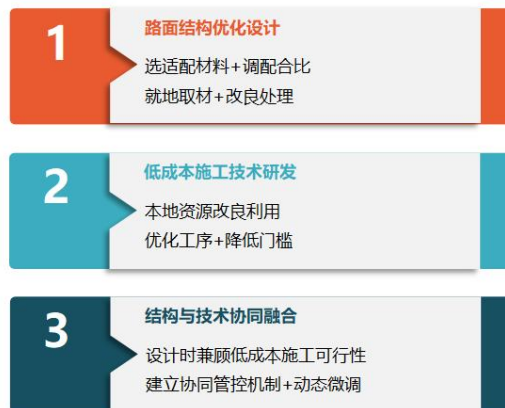 1
路面结构优化设计
选适配材料+调配合比
就地取材+改良处理
2
低成本施工技术研发
本地资源改良利用
优化工序+降低门槛
3
结构与技术协同融合
设计时兼顾低成本施工可行性
建立协同管控机制+动态微调